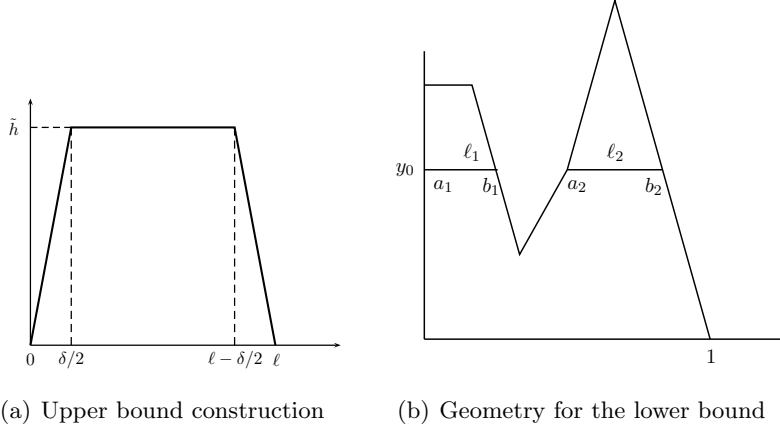 h̃
0 δ/2 ℓ − δ/2 ℓ
(a) Upper bound construction
ℓ₁ ℓ₂
y₀
a₁ b₁ a₂ b₂
1
(b) Geometry for the lower bound